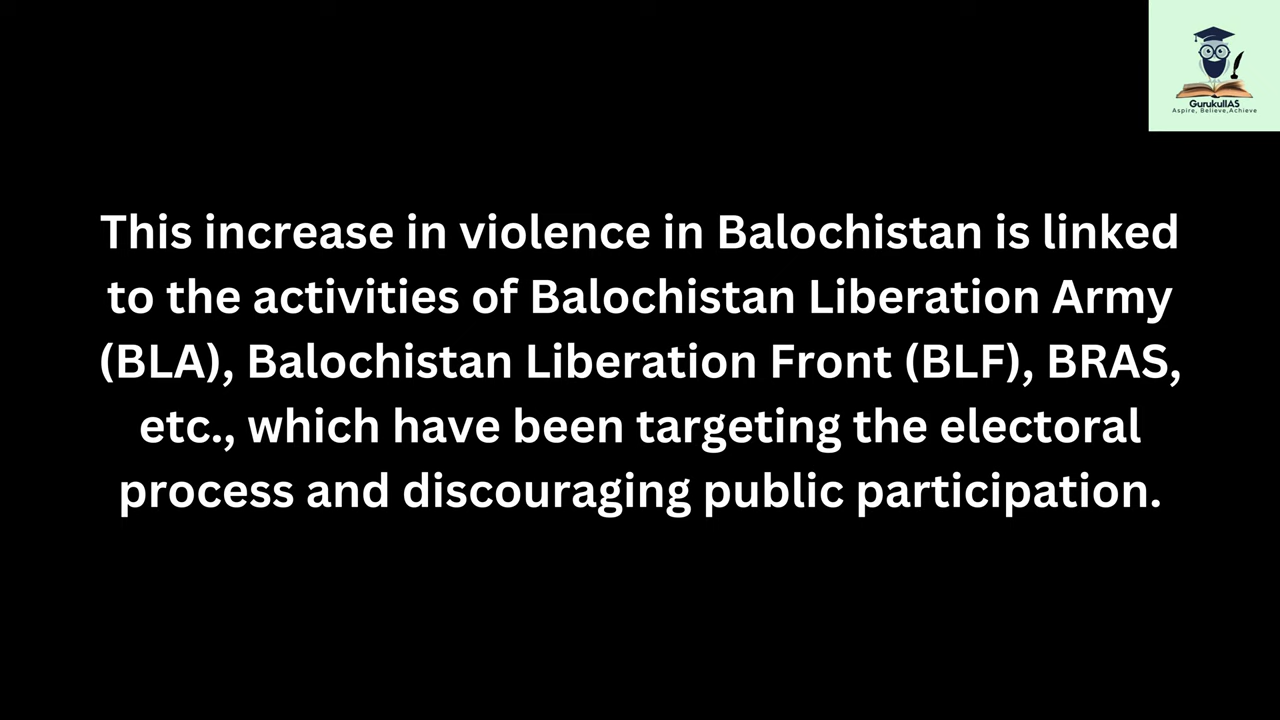 GurukulIAS
Aspire, Believe,Achieve
This increase in violence in Balochistan is linked
to the activities of Balochistan Liberation Army
(BLA), Balochistan Liberation Front (BLF), BRAS,
etc., which have been targeting the electoral
process and discouraging public participation.